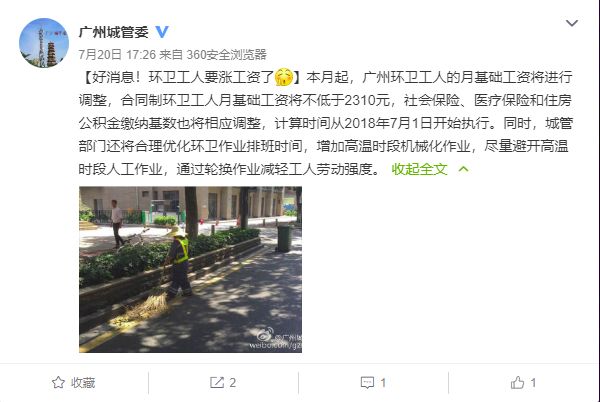 广州城管委
7月20日 17:26 来自 360安全浏览器
【好消息！环卫工人要涨工资了】本月起，广州环卫工人的月基础工资将进行
调整，合同制环卫工人月基础工资将不低于2310元，社会保险、医疗保险和住房
公积金缴纳基数也将相应调整，计算时间从2018年7月1日开始执行。同时，城管
部门还将合理优化环卫作业排班时间，增加高温时段机械化作业，尽量避开高温
时段人工作业，通过轮换作业减轻工人劳动强度。 收起全文
@广州城
weibo.com/gz
收藏
2
1
1